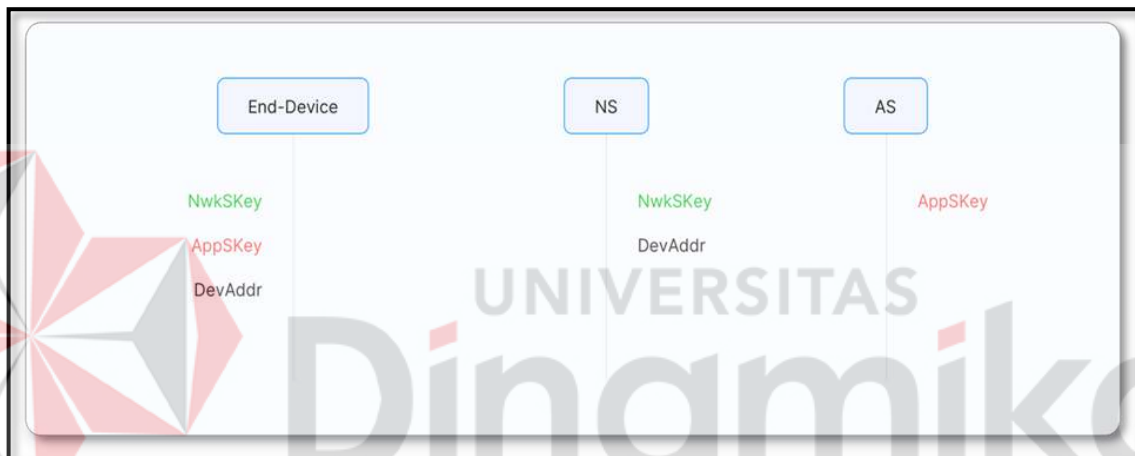 End-Device NS AS
NwkSKey NwkSKey AppSKey
AppSKey DevAddr
DevAddr
UNIVERSITAS
Dinamika